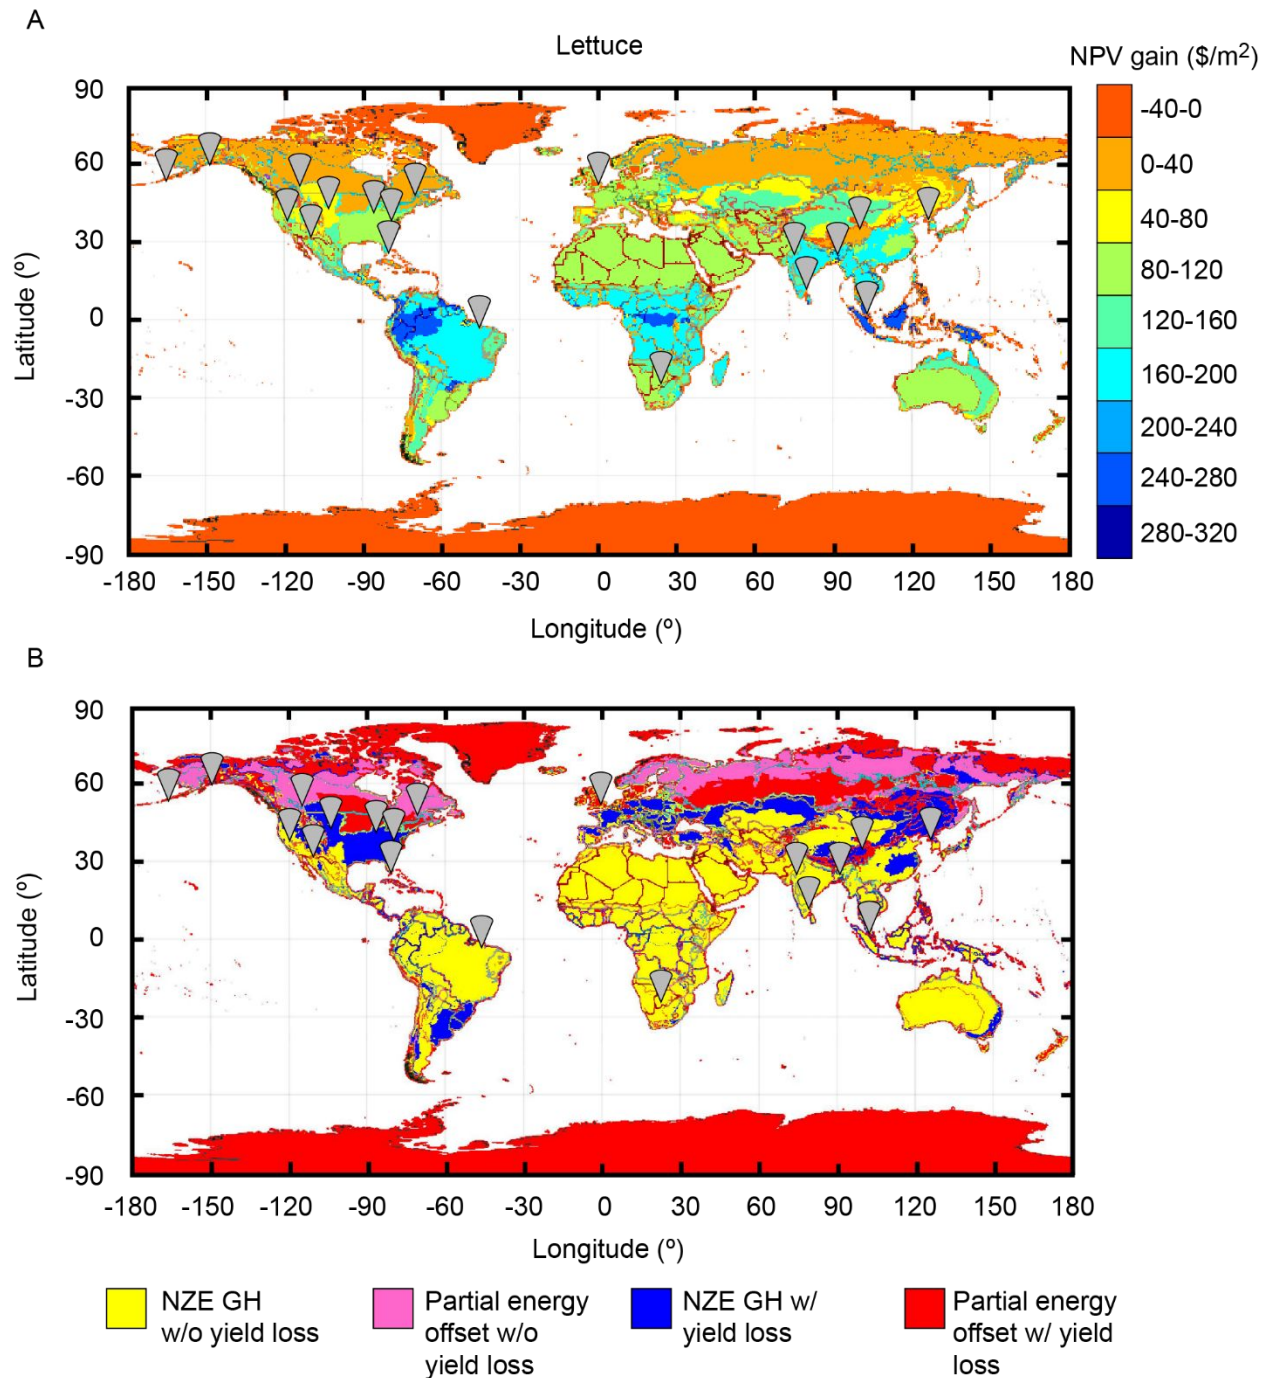 A
Lettuce
NPV gain ($/m²)
90
60
30
0
-30
-60
-90
-180 -150 -120 -90 -60 -30 0 30 60 90 120 150 180
Latitude (º)
Longitude (º)
-40-0
0-40
40-80
80-120
120-160
160-200
200-240
240-280
280-320
B
90
60
30
0
-30
-60
-90
-180 -150 -120 -90 -60 -30 0 30 60 90 120 150 180
Latitude (º)
Longitude (º)
NZE GH
w/o yield loss
Partial energy
offset w/o
yield loss
NZE GH w/
yield loss
Partial energy
offset w/ yield
loss